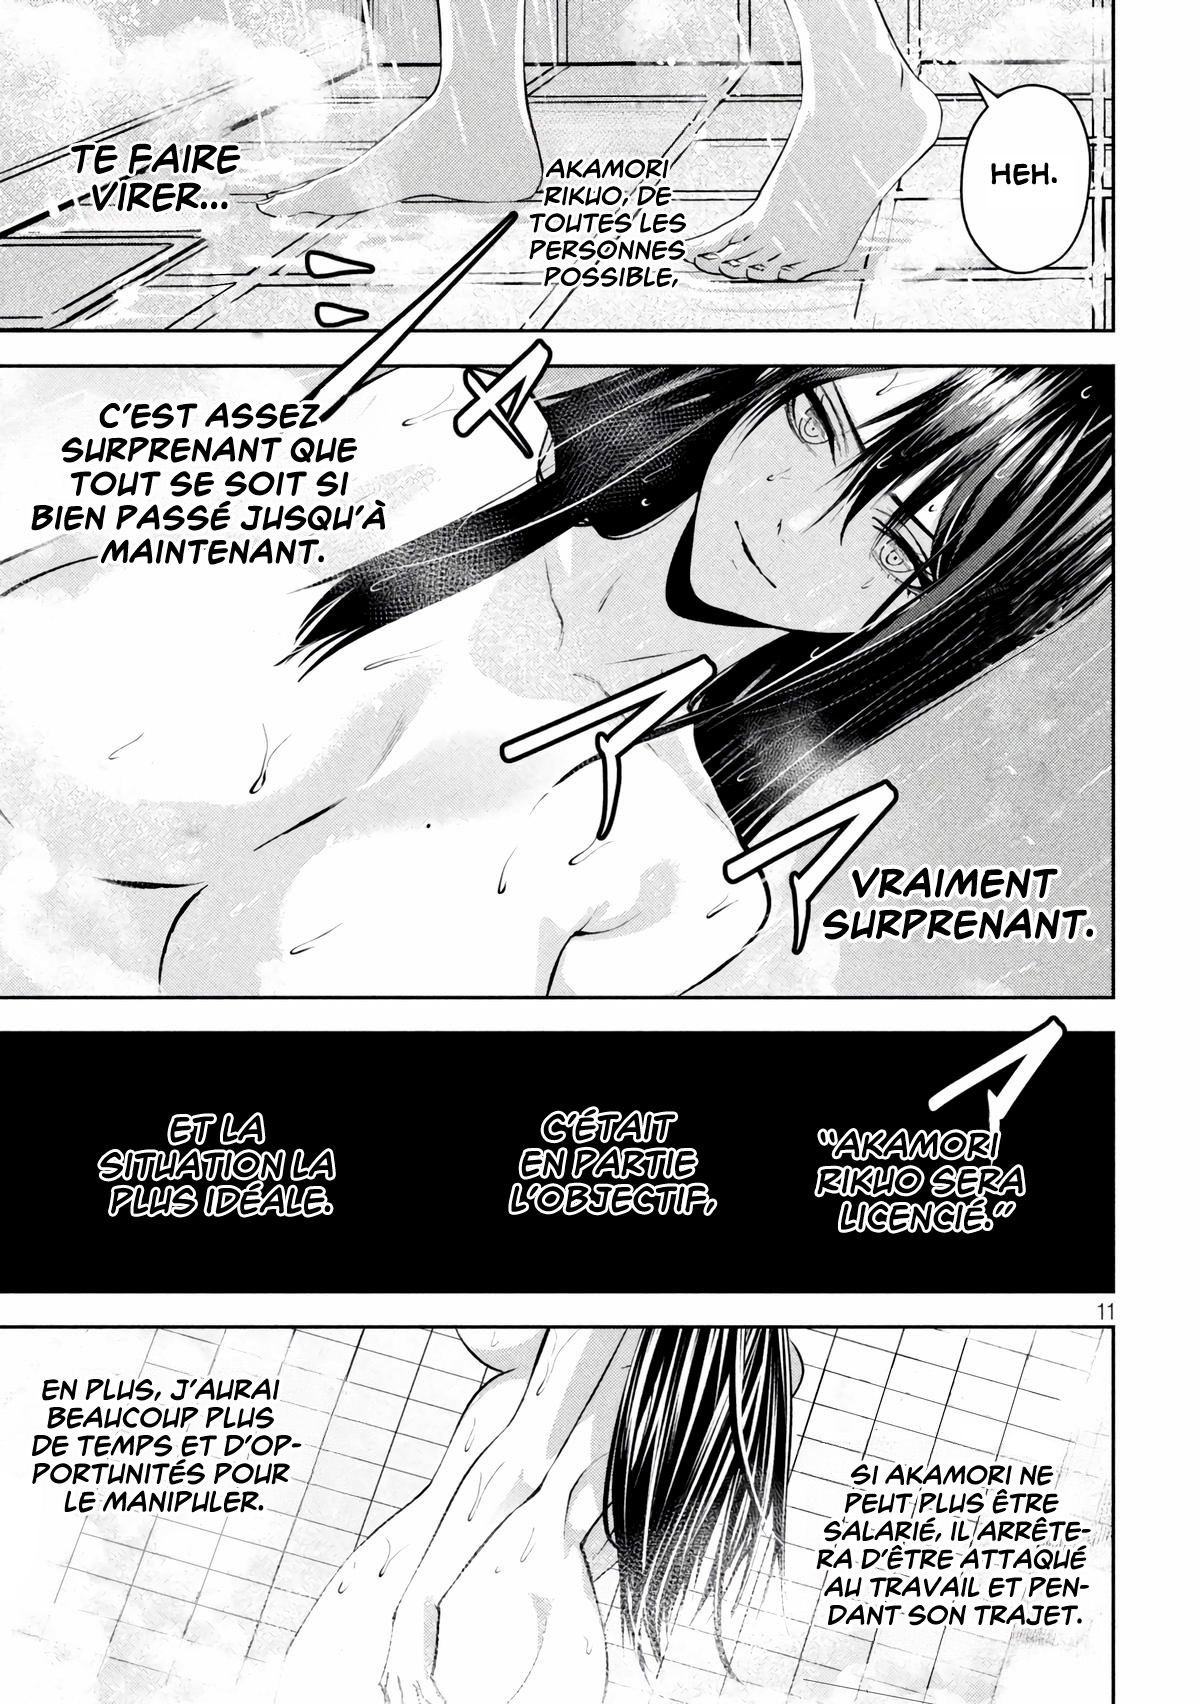 HEH.
AKAMORI
RIKUO, DE
TOUTES LES
PERSONNES
POSSIBLE,
TE FAIRE
VIRER...
C'EST ASSEZ
SURPRENANT QUE
TOUT SE SOIT SI
BIEN PASSÉ JUSQU'À
MAINTENANT.
VRAIMENT
SURPRENANT.
"AKAMORI
RIKUO SERA
LICENCIÉ."
C'ÉTAIT
EN PARTIE
L'OBJECTIF,
ET LA
SITUATION LA
PLUS IDÉALE.
11
SI AKAMORI NE
PEUT PLUS ÊTRE
SALARIÉ, IL ARRÊTE-
RA D'ÊTRE ATTAQUÉ
AU TRAVAIL ET PEN-
DANT SON TRAJET.
EN PLUS, J'AURAI
BEAUCOUP PLUS
DE TEMPS ET D'OP-
PORTUNITÉS POUR
LE MANIPULER.